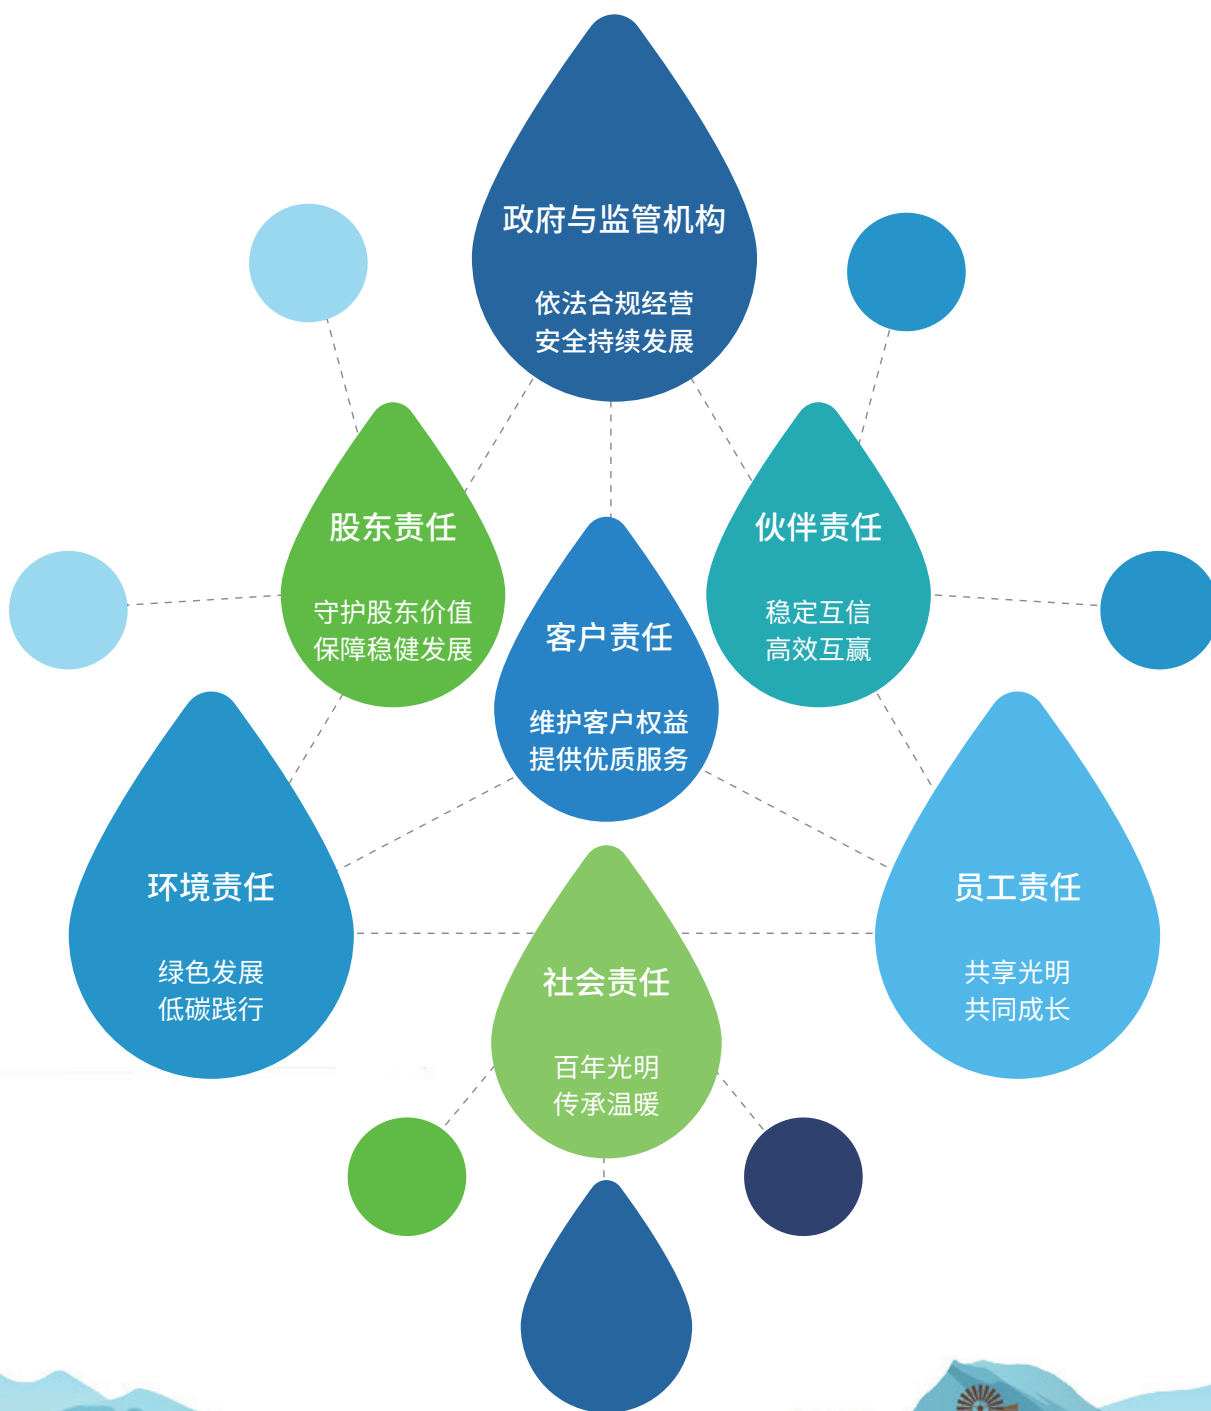 政府与监管机构
依法合规经营
安全持续发展
股东责任
守护股东价值
保障稳健发展
伙伴责任
稳定互信
高效互赢
客户责任
维护客户权益
提供优质服务
环境责任
绿色发展
低碳践行
员工责任
共享光明
共同成长
社会责任
百年光明
传承温暖